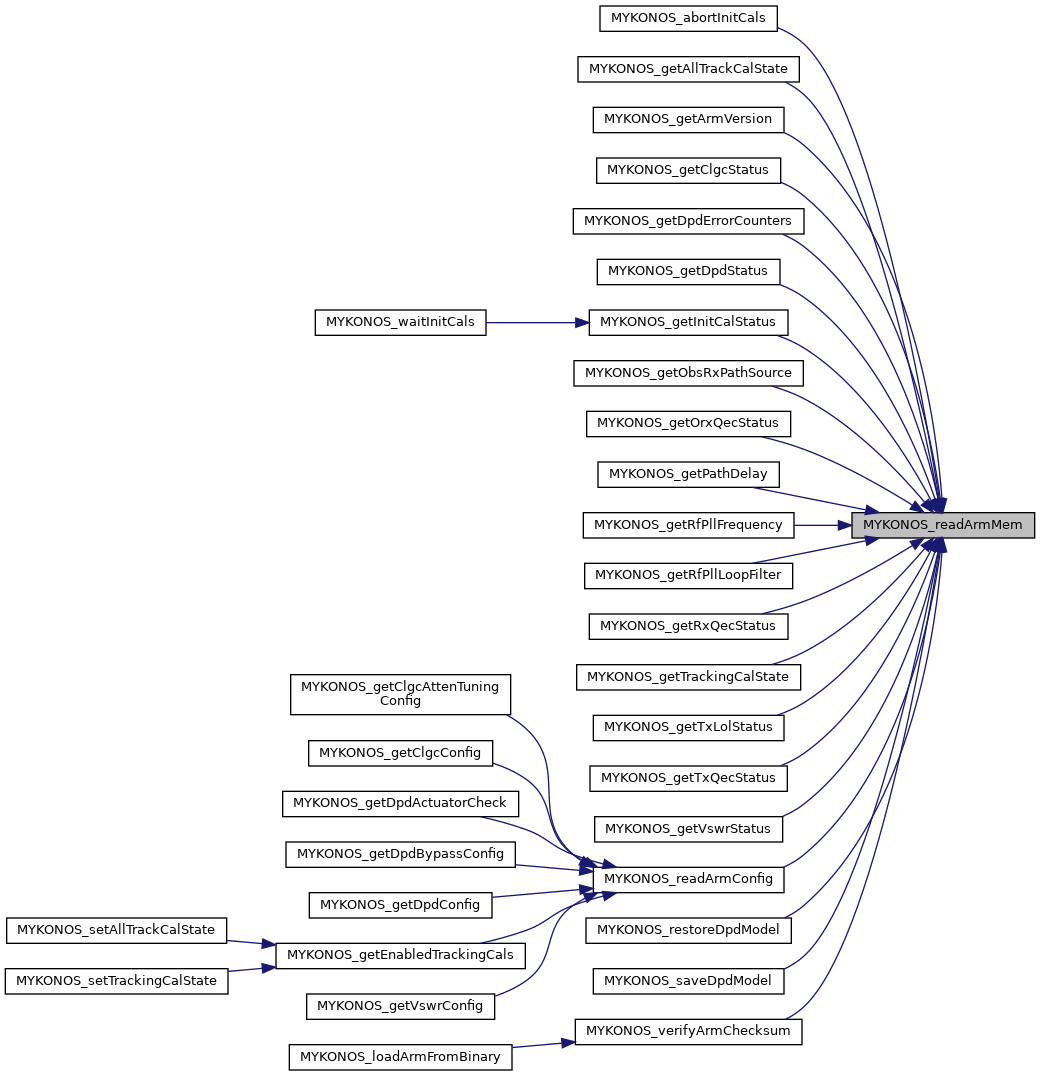 MYKONOS_abortInitCals
MYKONOS_getAllTrackCalState
MYKONOS_getArmVersion
MYKONOS_getClgcStatus
MYKONOS_getDpdErrorCounters
MYKONOS_getDpdStatus
MYKONOS_waitInitCals
MYKONOS_getInitCalStatus
MYKONOS_getObsRxPathSource
MYKONOS_getOrxQecStatus
MYKONOS_getPathDelay
MYKONOS_getRfPllFrequency
MYKONOS_readArmMem
MYKONOS_getRfPllLoopFilter
MYKONOS_getRxQecStatus
MYKONOS_getTrackingCalState
MYKONOS_getClgcAttenTuning
Config
MYKONOS_getTxLolStatus
MYKONOS_getClgcConfig
MYKONOS_getTxQecStatus
MYKONOS_getDpdActuatorCheck
MYKONOS_getVswrStatus
MYKONOS_getDpdBypassConfig
MYKONOS_readArmConfig
MYKONOS_getDpdConfig
MYKONOS_setAllTrackCalState
MYKONOS_restoreDpdModel
MYKONOS_getEnabledTrackingCals
MYKONOS_setTrackingCalState
MYKONOS_saveDpdModel
MYKONOS_getVswrConfig
MYKONOS_verifyArmChecksum
MYKONOS_loadArmFromBinary